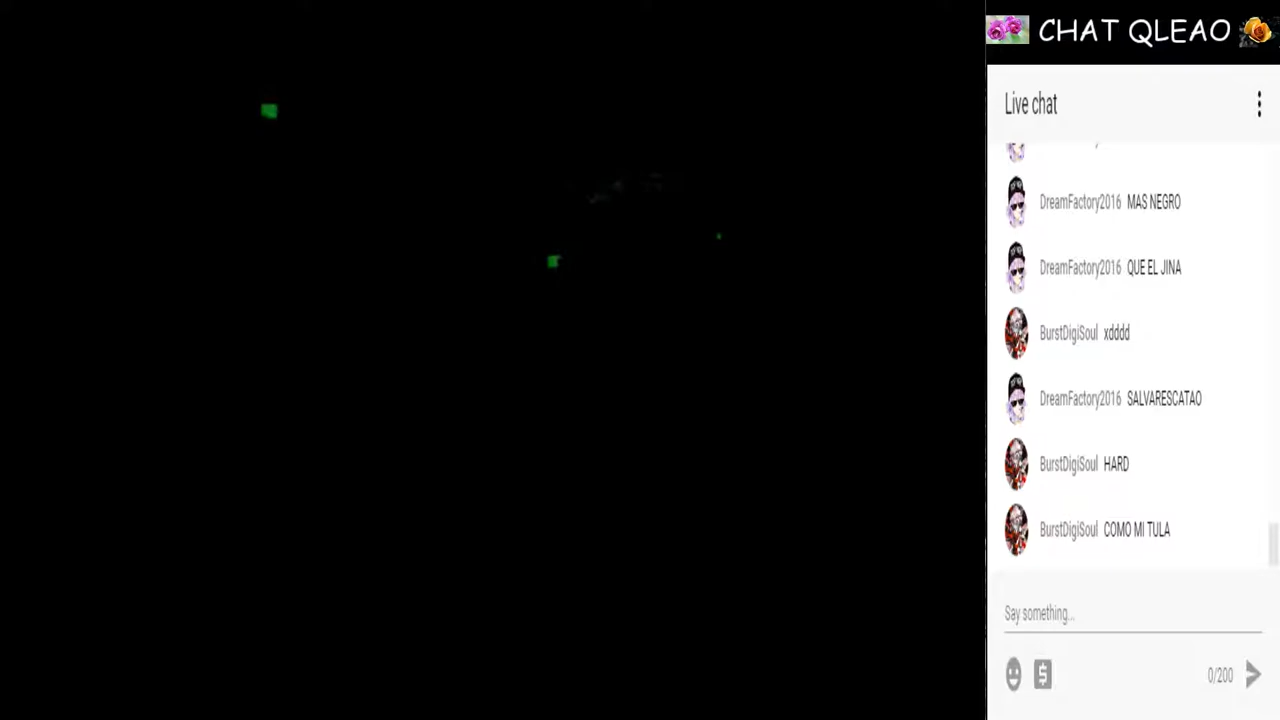 CHAT QLEAO
Live chat
DreamFactory2016 MAS NEGRO
DreamFactory2016 QUE EL JINA
BurstDigiSoul xdddd
DreamFactory2016 SALVARESCATAO
BurstDigiSoul HARD
BurstDigiSoul COMO MI TULA
Say something...
0/200